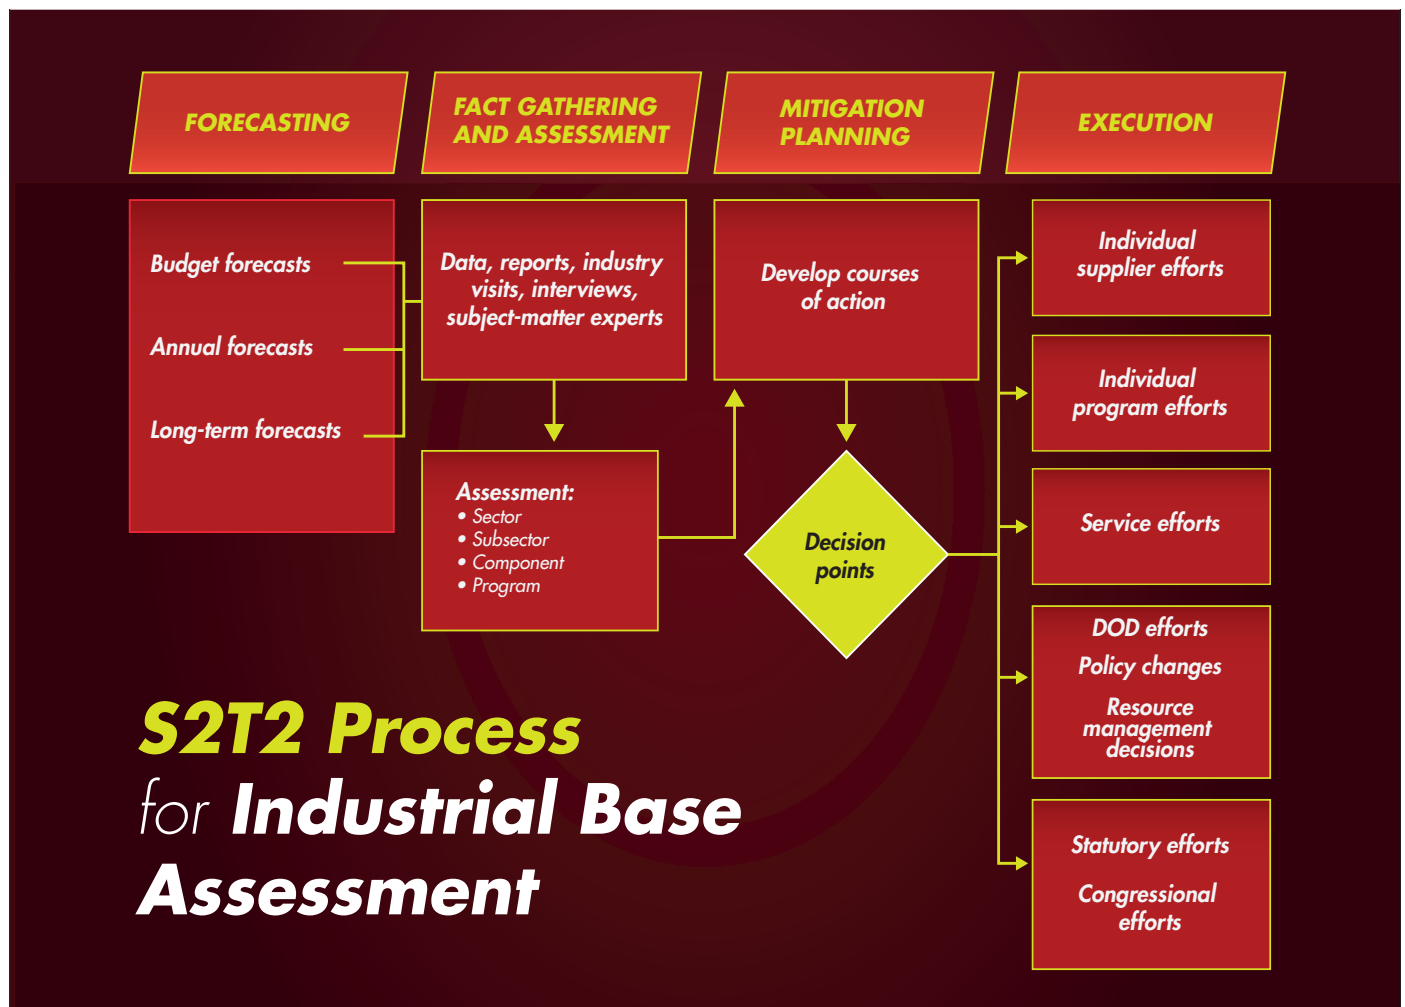 FORECASTING
FACT GATHERING
AND ASSESSMENT
MITIGATION
PLANNING
EXECUTION
Budget forecasts
Annual forecasts
Long-term forecasts
Data, reports, industry
visits, interviews,
subject-matter experts
Assessment:
• Sector
• Subsector
• Component
• Program
Develop courses
of action
Decision
points
Individual
supplier efforts
Individual
program efforts
Service efforts
DOD efforts
Policy changes
Resource
management
decisions
Statutory efforts
Congressional
efforts
S2T2 Process
for Industrial Base
Assessment